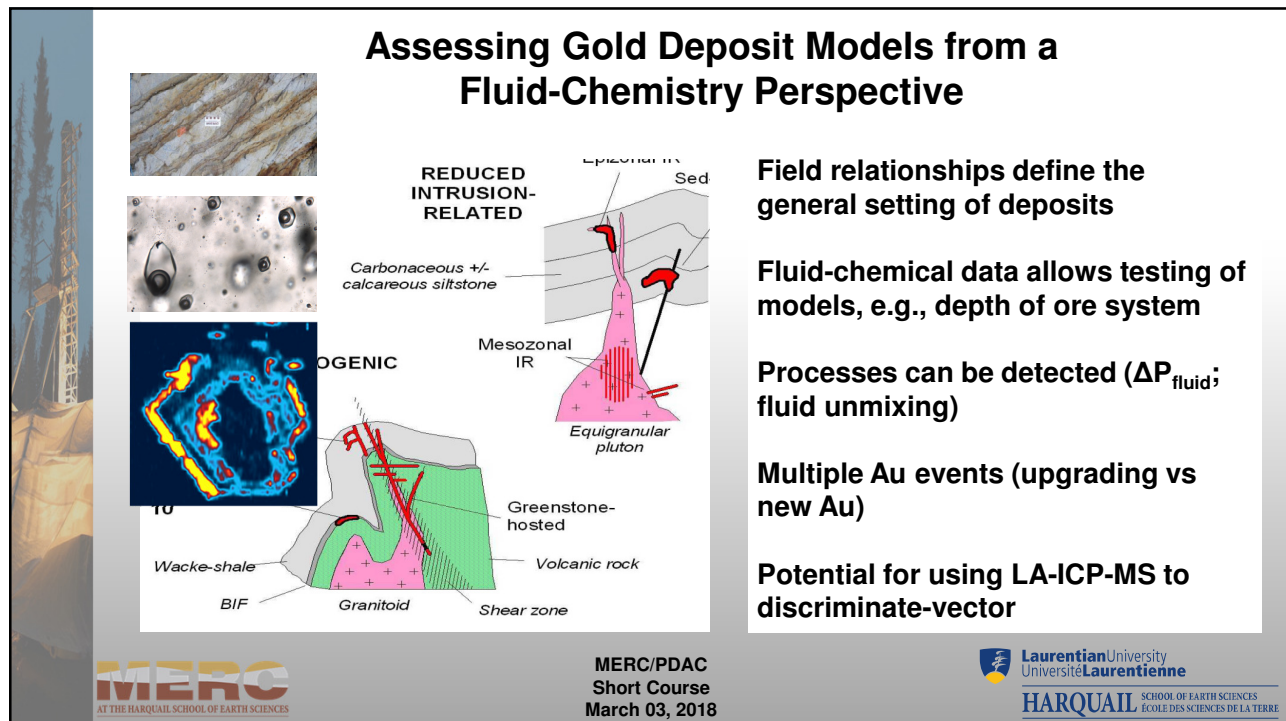 Assessing Gold Deposit Models from a
Fluid-Chemistry Perspective
Epizonal IR
REDUCED
INTRUSION-
RELATED
Sed-
Carbonaceous +/-
calcareous siltstone
Mesozonal
IR
OGENIC
Equigranular
pluton
10
Greenstone-
hosted
Wacke-shale
Volcanic rock
BIF
Granitoid
Shear zone
Field relationships define the
general setting of deposits
Fluid-chemical data allows testing of
models, e.g., depth of ore system
Processes can be detected (ΔPfluid;
fluid unmixing)
Multiple Au events (upgrading vs
new Au)
Potential for using LA-ICP-MS to
discriminate-vector
MERC
AT THE HARQUAIL SCHOOL OF EARTH SCIENCES
MERC/PDAC
Short Course
March 03, 2018
LaurentianUniversity
UniversitéLaurentienne
HARQUAIL SCHOOL OF EARTH SCIENCES
ÉCOLE DES SCIENCES DE LA TERRE